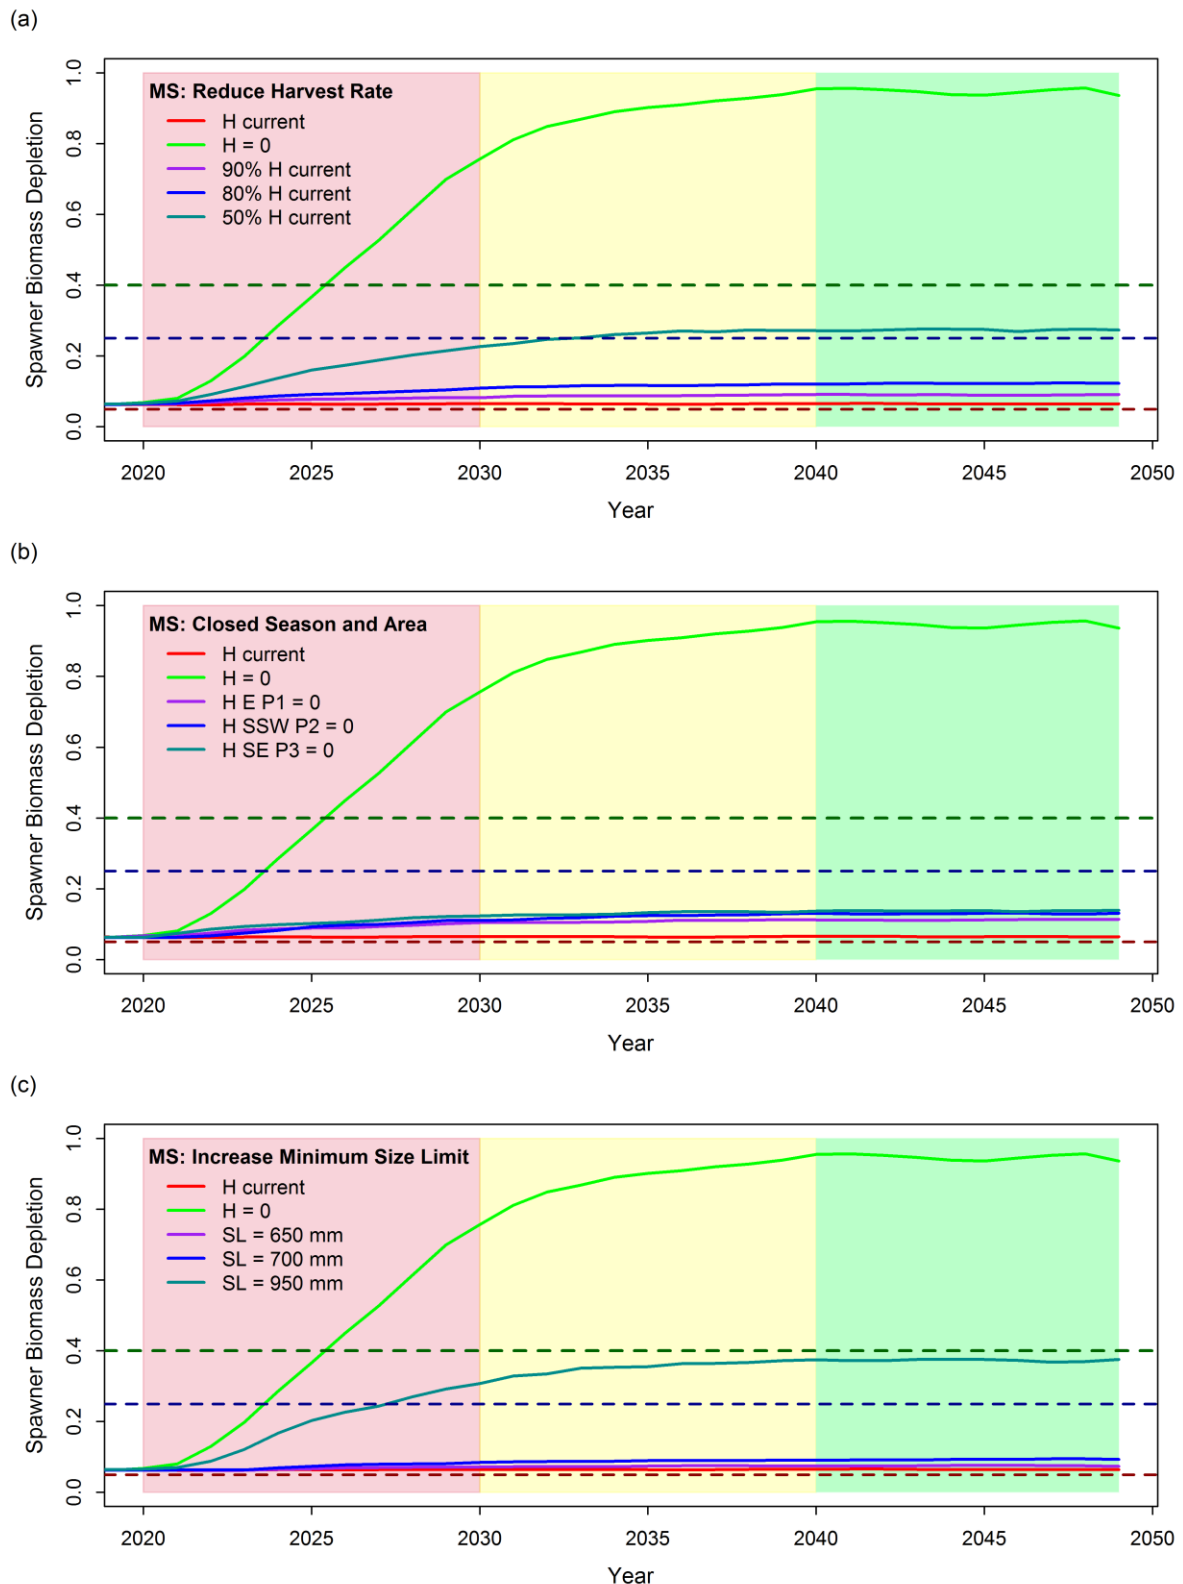 (a)
1.0
0.8
0.6
0.4
0.2
0.0
Spawner Biomass Depletion
MS: Reduce Harvest Rate
H current
H = 0
90% H current
80% H current
50% H current
2020 2025 2030 2035 2040 2045 2050
Year
(b)
1.0
0.8
0.6
0.4
0.2
0.0
Spawner Biomass Depletion
MS: Closed Season and Area
H current
H = 0
H E P1 = 0
H SSW P2 = 0
H SE P3 = 0
2020 2025 2030 2035 2040 2045 2050
Year
(c)
1.0
0.8
0.6
0.4
0.2
0.0
Spawner Biomass Depletion
MS: Increase Minimum Size Limit
H current
H = 0
SL = 650 mm
SL = 700 mm
SL = 950 mm
2020 2025 2030 2035 2040 2045 2050
Year